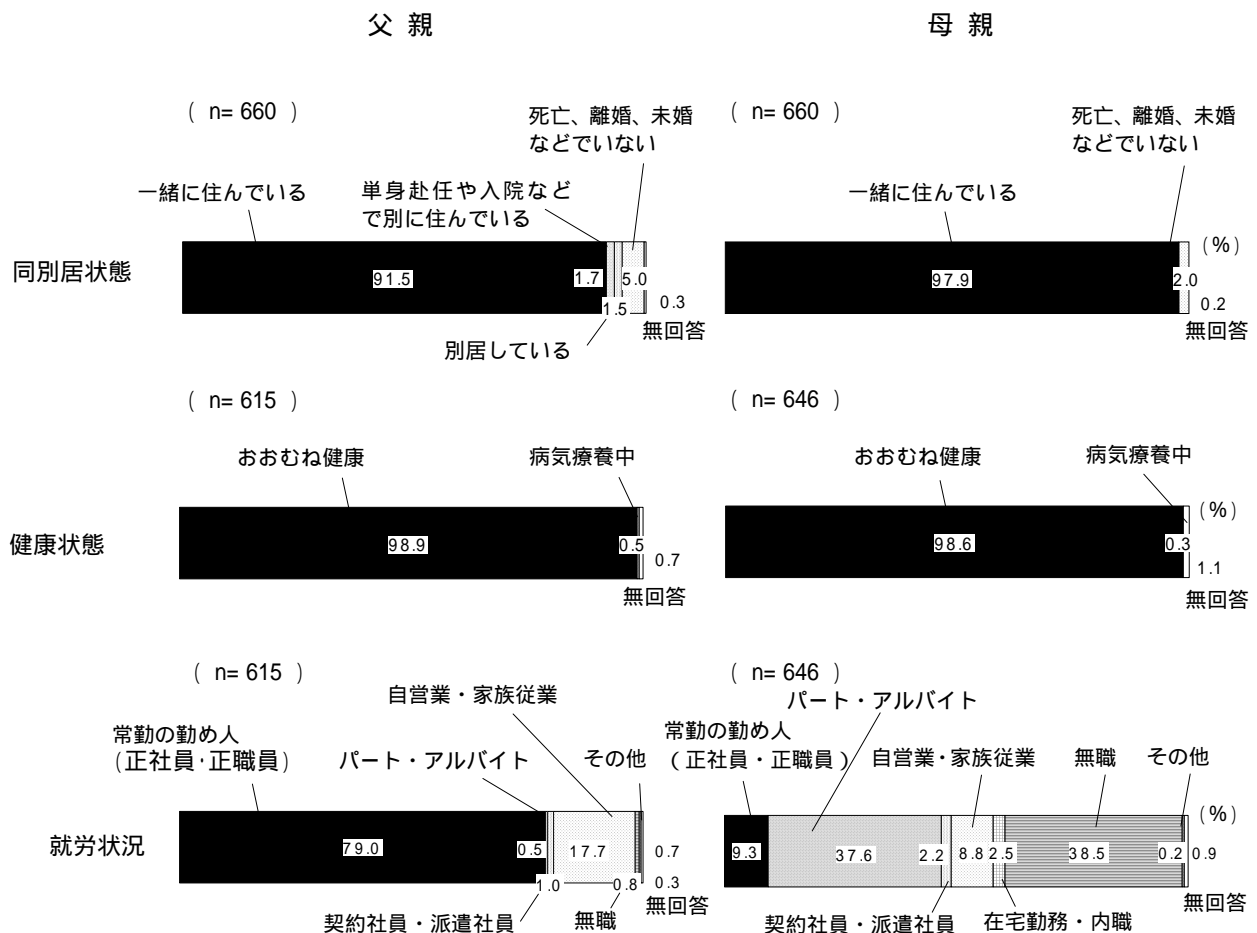 父 親
母 親
( n= 660 )
( n= 660 )
死亡、離婚、未婚
などでいない
死亡、離婚、未婚
などでいない
一緒に住んでいる
単身赴任や入院など
で別に住んでいる
一緒に住んでいる
(%)
同別居状態
91.5
1.7
5.0
1.5
0.3
無回答
別居している
97.9
2.0
0.2
無回答
( n= 615 )
( n= 646 )
おおむね健康
病気療養中
おおむね健康
病気療養中
(%)
健康状態
98.9
0.5
0.7
無回答
98.6
0.3
1.1
無回答
( n= 615 )
( n= 646 )
自営業・家族従業
常勤の勤め人
(正社員・正職員)
パート・アルバイト
その他
パート・アルバイト
常勤の勤め人
(正社員・正職員)
自営業・家族従業
無職
その他
(%)
就労状況
79.0
0.5
17.7
0.7
1.0
0.8
0.3
無回答
契約社員・派遣社員
無職
9.3
37.6
2.2
8.8
2.5
38.5
0.2
0.9
無回答
契約社員・派遣社員
在宅勤務・内職